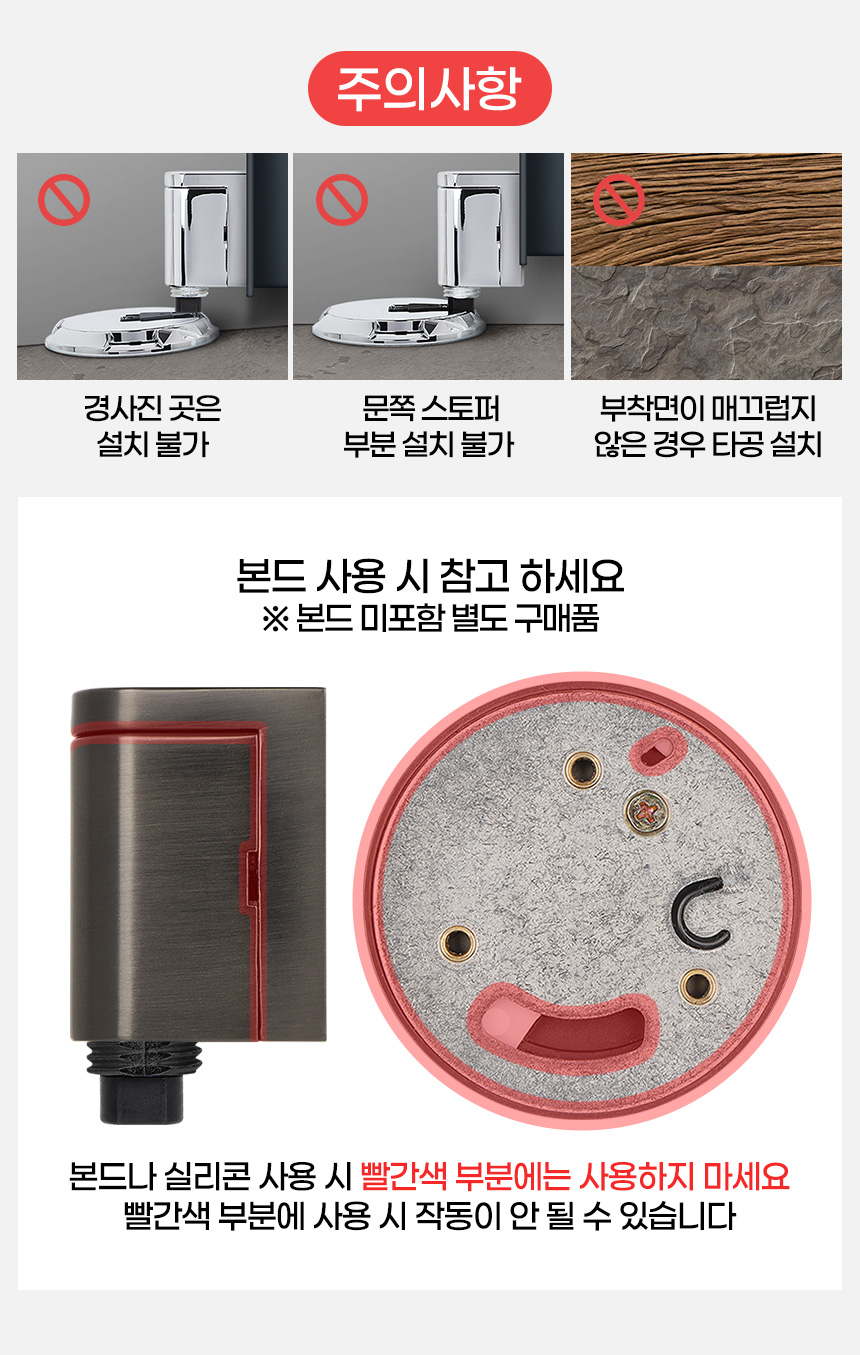 주의사항
경사진 곳은
설치 불가
문쪽 스토퍼
부분 설치 불가
부착면이 매끄럽지
않은 경우 타공 설치
본드 사용 시 참고 하세요
※ 본드 미포함 별도 구매품
본드나 실리콘 사용 시 빨간색 부분에는 사용하지 마세요
빨간색 부분에 사용 시 작동이 안 될 수 있습니다